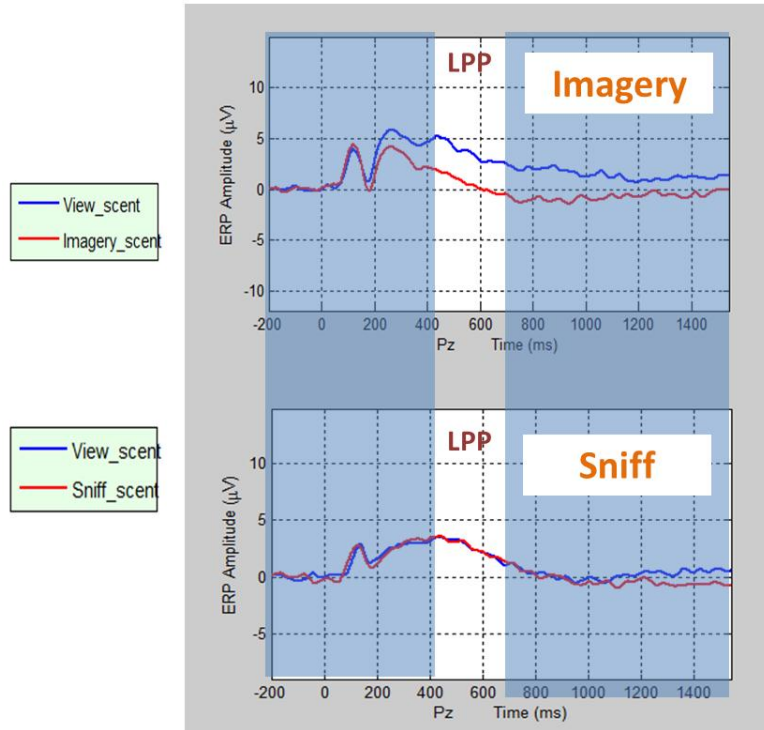 LPP
Imagery
10
5
0
-5
-10
ERP Amplitude (μV)
View_scent
Imagery_scent
-200 0 200 400 600 800 1000 1200 1400
Pz Time (ms)
LPP
Sniff
10
5
0
-5
ERP Amplitude (μV)
View_scent
Sniff_scent
-200 0 200 400 600 800 1000 1200 1400
Pz Time (ms)